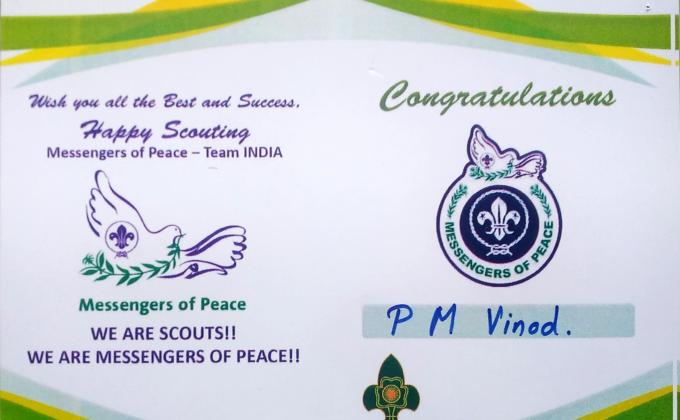 Wish you all the Best and Success,
Happy Scouting
Messengers of Peace – Team INDIA
Messengers of Peace
WE ARE SCOUTS!!
WE ARE MESSENGERS OF PEACE!!
Congratulations
MESSENGERS OF PEACE
P M Vinod.